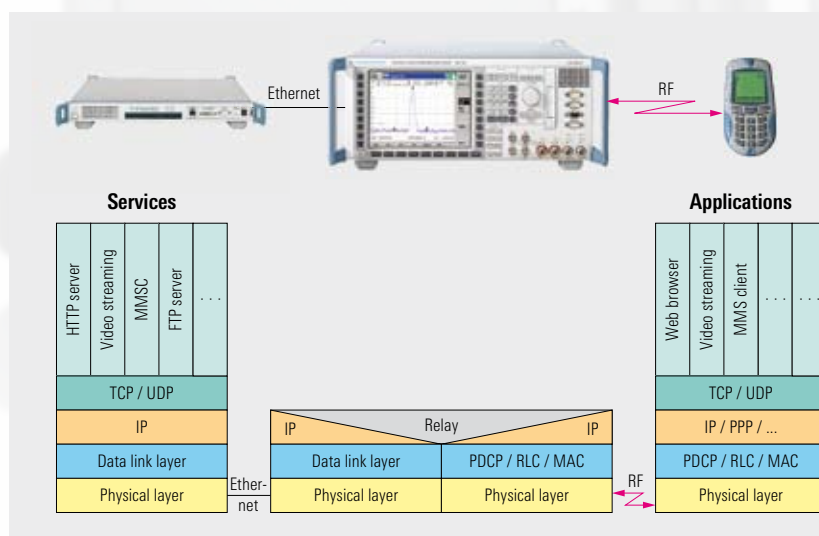 Ethernet
RF
Services
Applications
HTTP server
Video streaming
MMSC
FTP server
. . .
Web browser
Video streaming
MMS client
. . .
. . .
TCP / UDP
TCP / UDP
IP
IP
Relay
IP
IP / PPP / ...
Data link layer
Data link layer
PDCP / RLC / MAC
PDCP / RLC / MAC
Physical layer
Ether-
net
Physical layer
Physical layer
RF
Physical layer